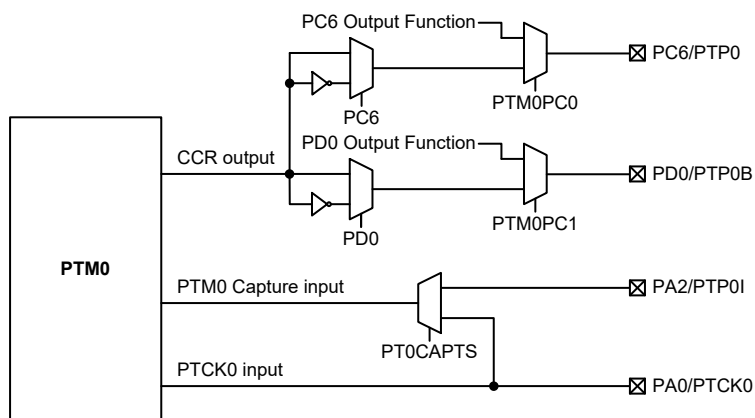 PC6 Output Function
PC6/PTP0
PC6
PTM0PC0
CCR output
PD0 Output Function
PD0/PTP0B
PD0
PTM0PC1
PTM0
PTM0 Capture input
PA2/PTP0I
PT0CAPTS
PTCK0 input
PA0/PTCK0